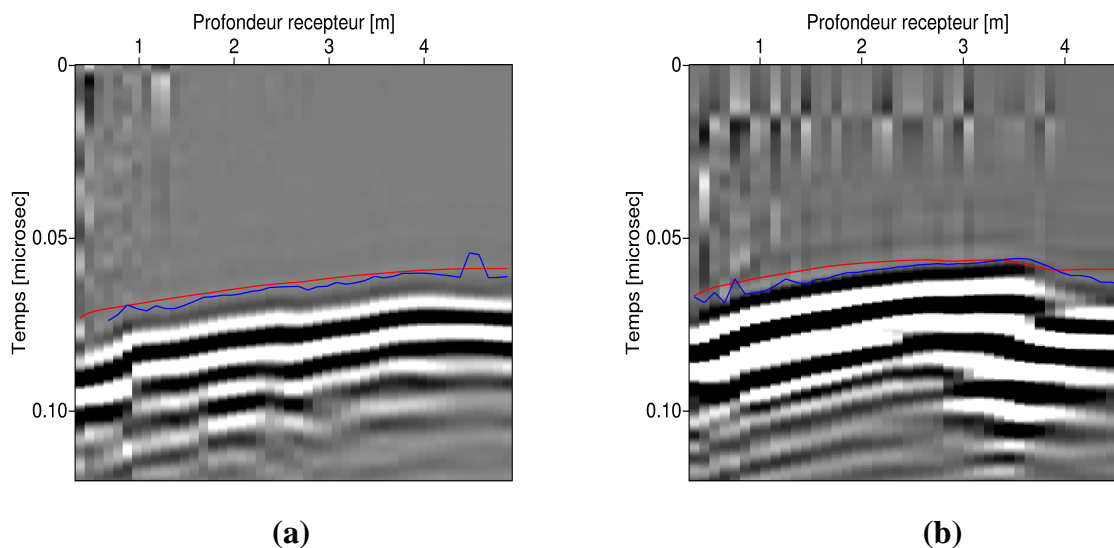 Profondeur recepteur [m]
1 2 3 4
0
0.05
0.10
Temps [microsec]
(a)
Profondeur recepteur [m]
1 2 3 4
0
0.05
0.10
Temps [microsec]
(b)